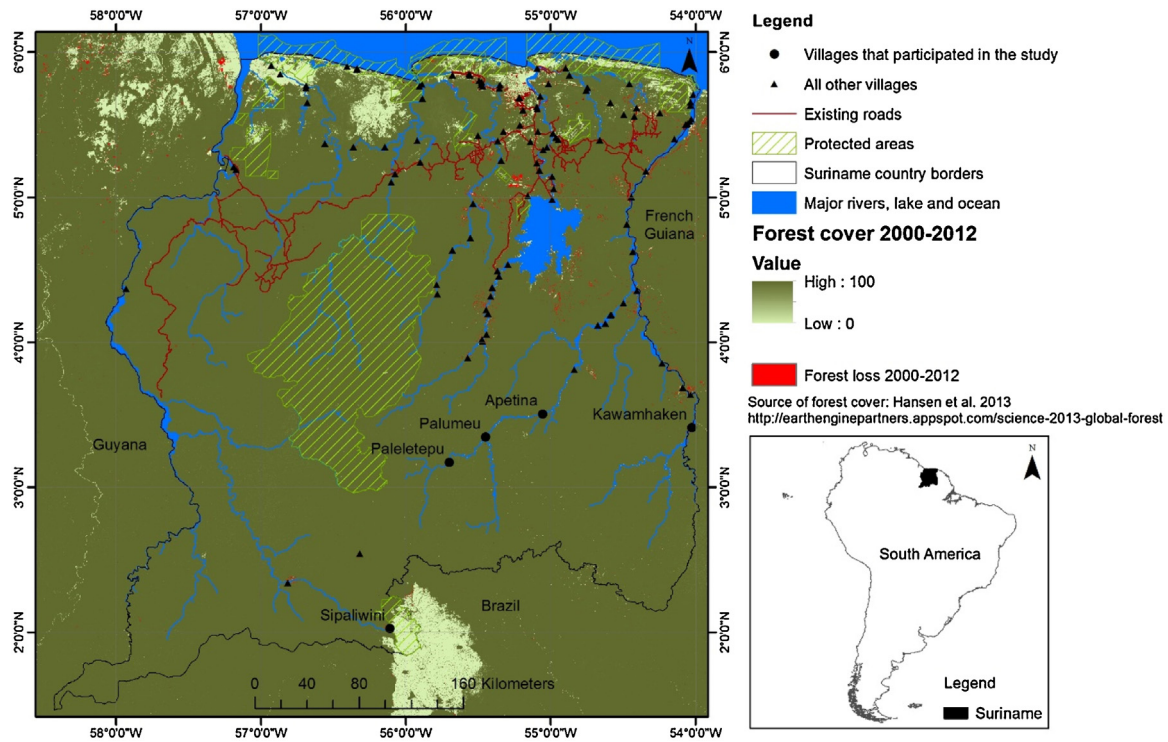 58°0'0"W 57°0'0"W 56°0'0"W 55°0'0"W 54°0'0"W
6°0'0"N
6°0'0"N
5°0'0"N
5°0'0"N
4°0'0"N
4°0'0"N
3°0'0"N
3°0'0"N
2°0'0"N
2°0'0"N
N
French
Guiana
Apetina
Kawamhaken
Palumeu
Paleletepu
Guyana
Sipaliwini
Brazil
0 40 80 160 Kilometers
58°0'0"W 57°0'0"W 56°0'0"W 55°0'0"W 54°0'0"W
Legend
Villages that participated in the study
All other villages
Existing roads
Protected areas
Suriname country borders
Major rivers, lake and ocean
Forest cover 2000-2012
Value
High : 100
Low : 0
Forest loss 2000-2012
Source of forest cover: Hansen et al. 2013
http://earthenginepartners.appspot.com/science-2013-global-forest
N
South America
Legend
Suriname